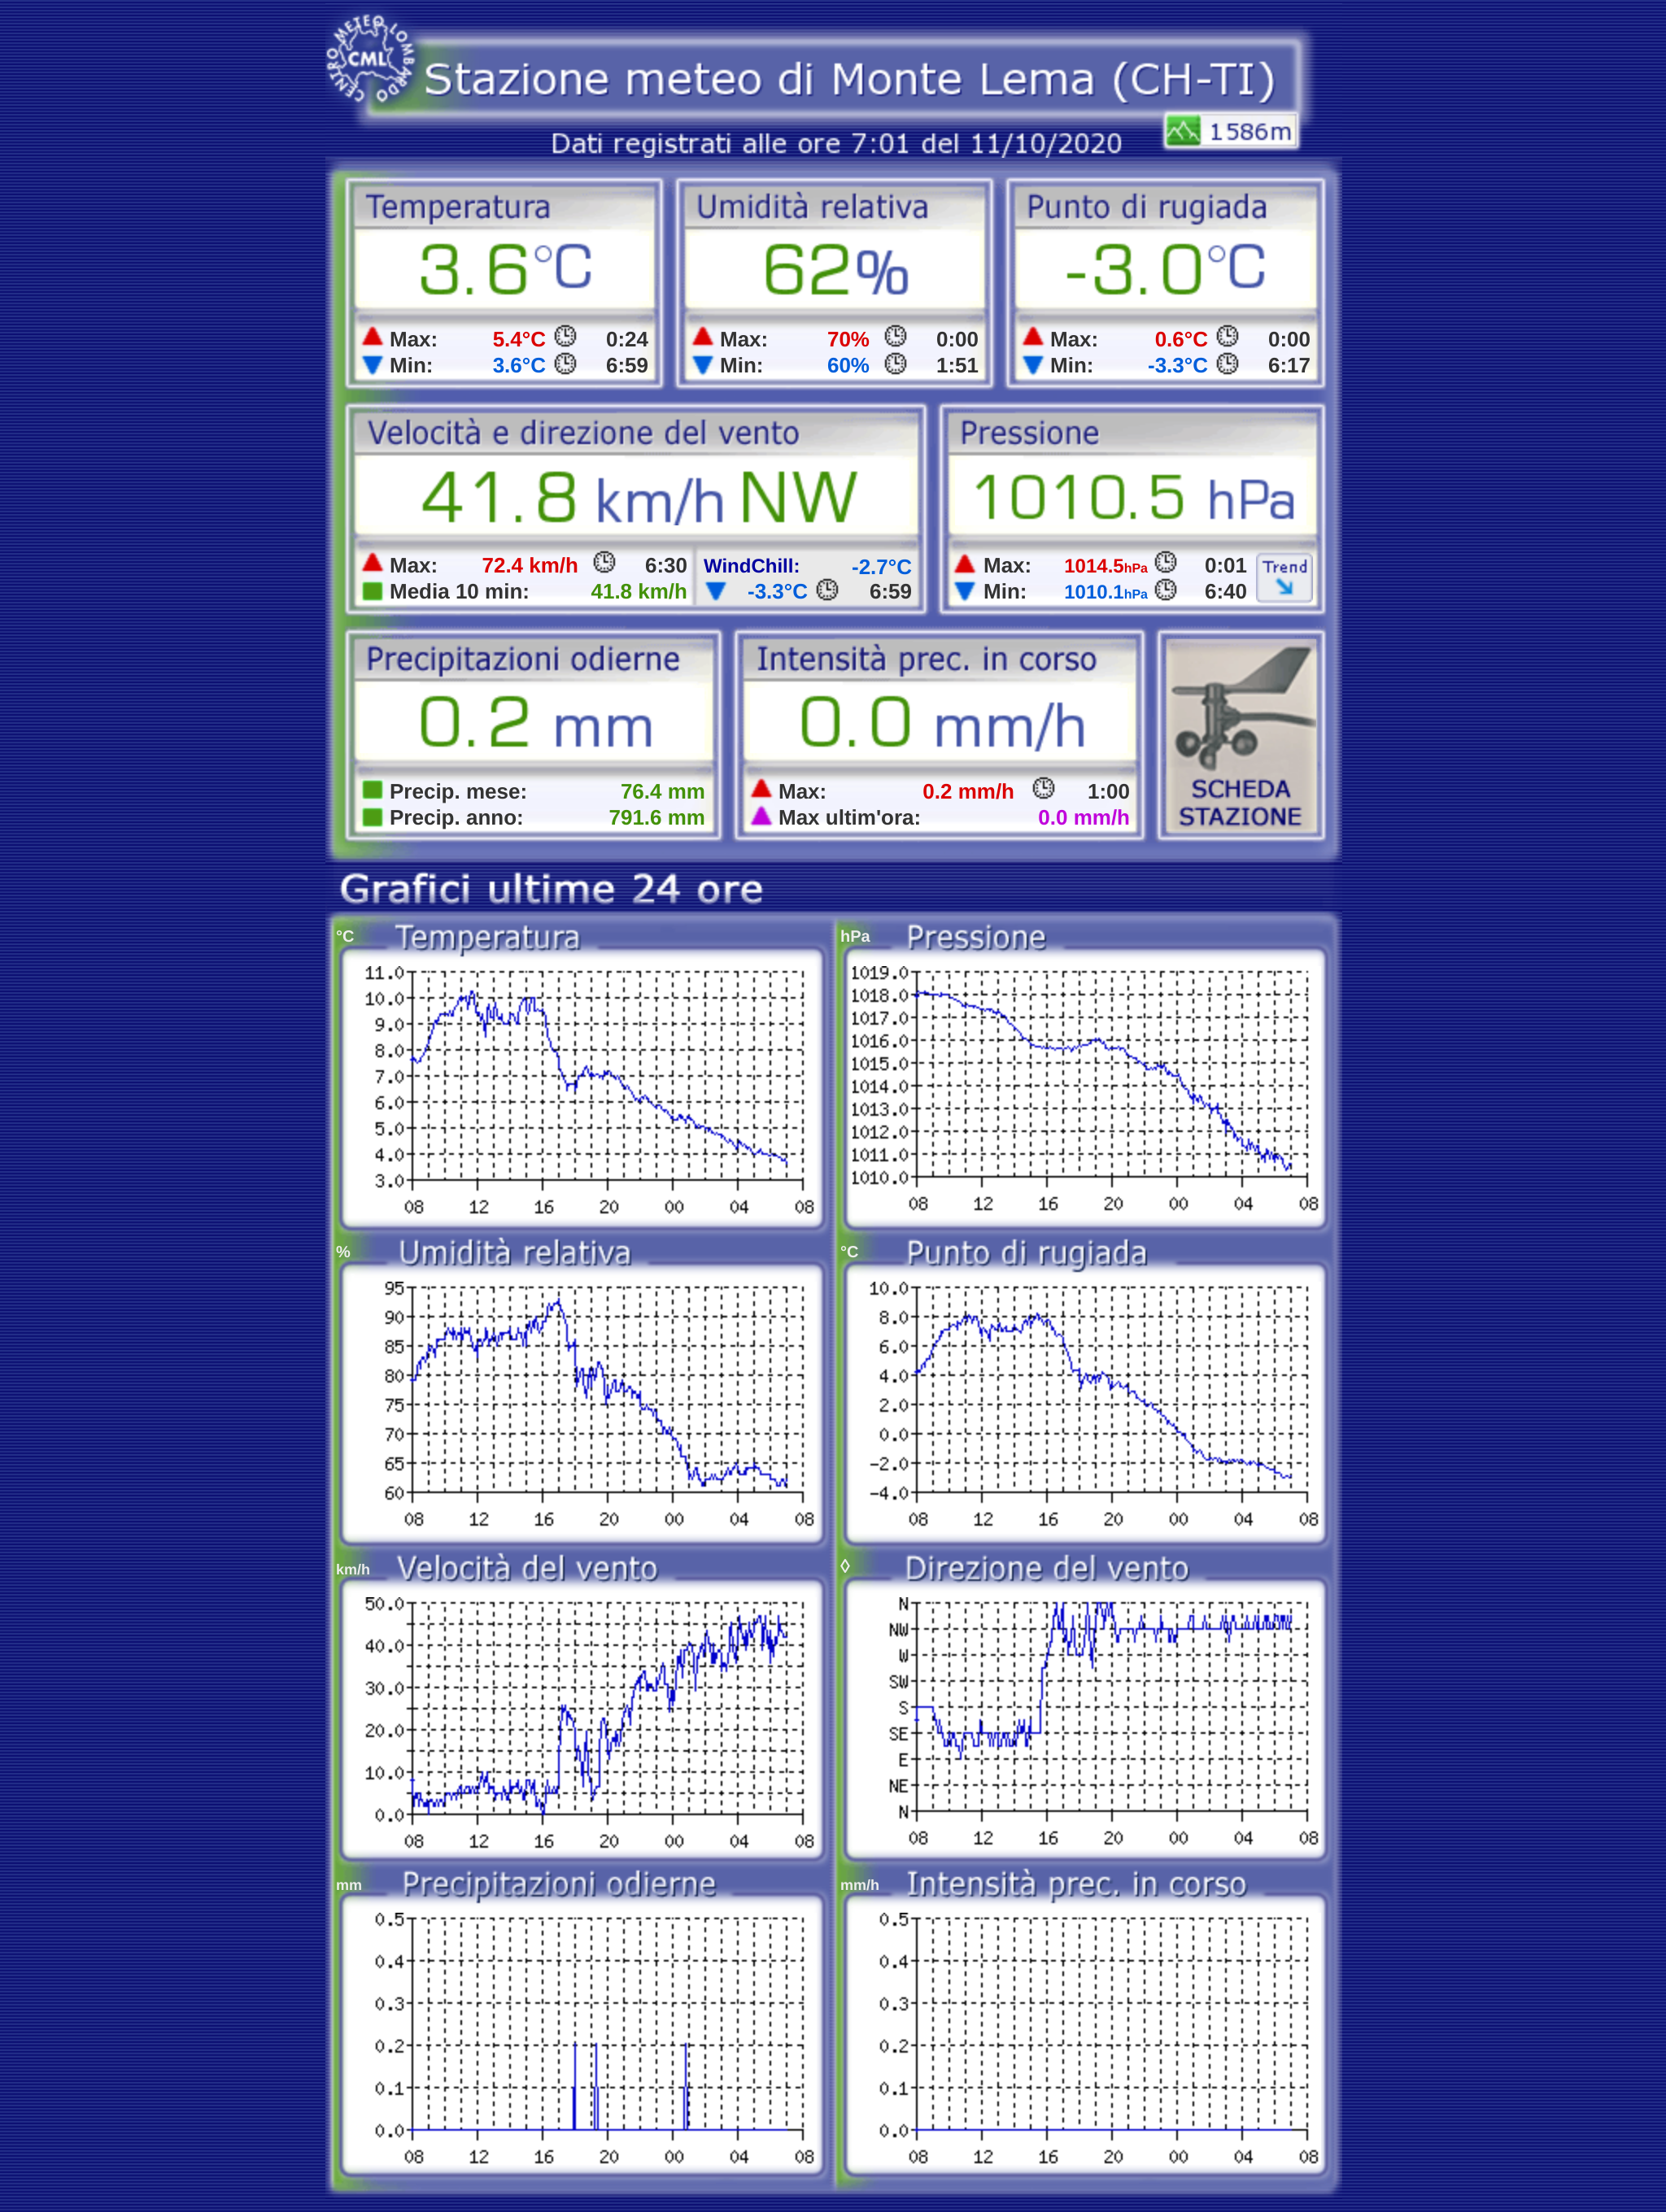 CENTRO METEO LOMBARDO
CML
Stazione meteo di Monte Lema (CH-TI)
Dati registrati alle ore 7:01 del 11/10/2020
1586m
Temperatura Umidità relativa Punto di rugiada
3.6°C 62% -3.0°C
Max: 5.4°C 0:24 Max: 70% 0:00 Max: 0.6°C 0:00
Min: 3.6°C 6:59 Min: 60% 1:51 Min: -3.3°C 6:17
Velocità e direzione del vento Pressione
41.8 km/h NW 1010.5 hPa
Max: 72.4 km/h 6:30 WindChill: -2.7°C Max: 1014.5hPa 0:01 Trend
Media 10 min: 41.8 km/h -3.3°C 6:59 Min: 1010.1hPa 6:40
Precipitazioni odierne Intensità prec. in corso
0.2 mm 0.0 mm/h
Precip. mese: 76.4 mm Max: 0.2 mm/h 1:00 SCHEDA
Precip. anno: 791.6 mm Max ultim'ora: 0.0 mm/h STAZIONE
Grafici ultime 24 ore
°C Temperatura
11.0
10.0
9.0
8.0
7.0
6.0
5.0
4.0
3.0
08 12 16 20 00 04 08
hPa Pressione
1019.0
1018.0
1017.0
1016.0
1015.0
1014.0
1013.0
1012.0
1011.0
1010.0
08 12 16 20 00 04 08
% Umidità relativa
95
90
85
80
75
70
65
60
08 12 16 20 00 04 08
°C Punto di rugiada
10.0
8.0
6.0
4.0
2.0
0.0
-2.0
-4.0
08 12 16 20 00 04 08
km/h Velocità del vento
50.0
40.0
30.0
20.0
10.0
0.0
08 12 16 20 00 04 08
◊ Direzione del vento
N
NW
W
SW
S
SE
E
NE
N
08 12 16 20 00 04 08
mm Precipitazioni odierne
0.5
0.4
0.3
0.2
0.1
0.0
08 12 16 20 00 04 08
mm/h Intensità prec. in corso
0.5
0.4
0.3
0.2
0.1
0.0
08 12 16 20 00 04 08